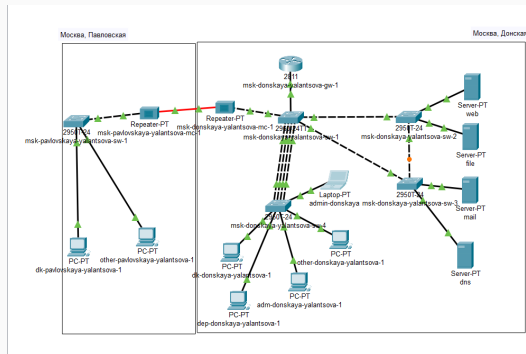 Москва, Павловская
Москва, Донская
2811
msk-donskaya-yalantsova-gw-1
Repeater-PT
msk-pavlovskaya-yalantsova-mc-1
Repeater-PT
msk-donskaya-yalantsova-mc-1
2950T-24
msk-pavlovskaya-yalantsova-sw-1
msk-donskaya-yalantsova-sw-1
2950T-24
msk-donskaya-yalantsova-sw-2
Server-PT
web
Server-PT
file
Laptop-PT
admin-donskaya
2950T-24
msk-donskaya-yalantsova-sw-3
Server-PT
mail
2950T-24
msk-donskaya-yalantsova-sw-4
PC-PT
dk-pavlovskaya-yalantsova-1
PC-PT
other-pavlovskaya-yalantsova-1
PC-PT
dk-donskaya-yalantsova-1
PC-PT
other-donskaya-yalantsova-1
PC-PT
adm-donskaya-yalantsova-1
PC-PT
dep-donskaya-yalantsova-1
Server-PT
dns